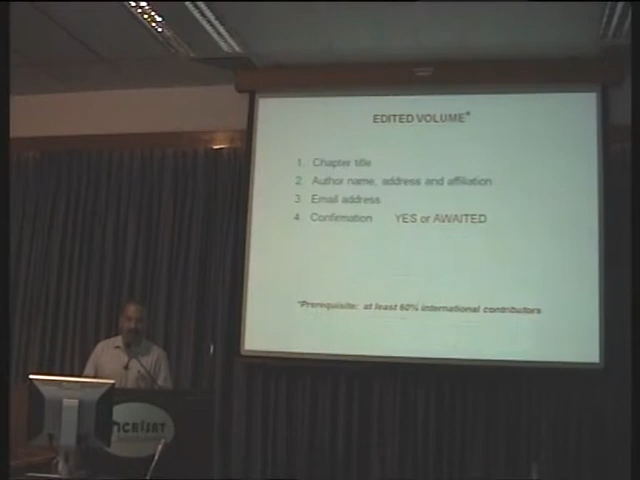 EDITED VOLUME*
1. Chapter title
2. Author name, address and affiliation
3. Email address
4. Confirmation YES or AWAITED
*Prerequisite: at least 60% international contributors
ICRISAT